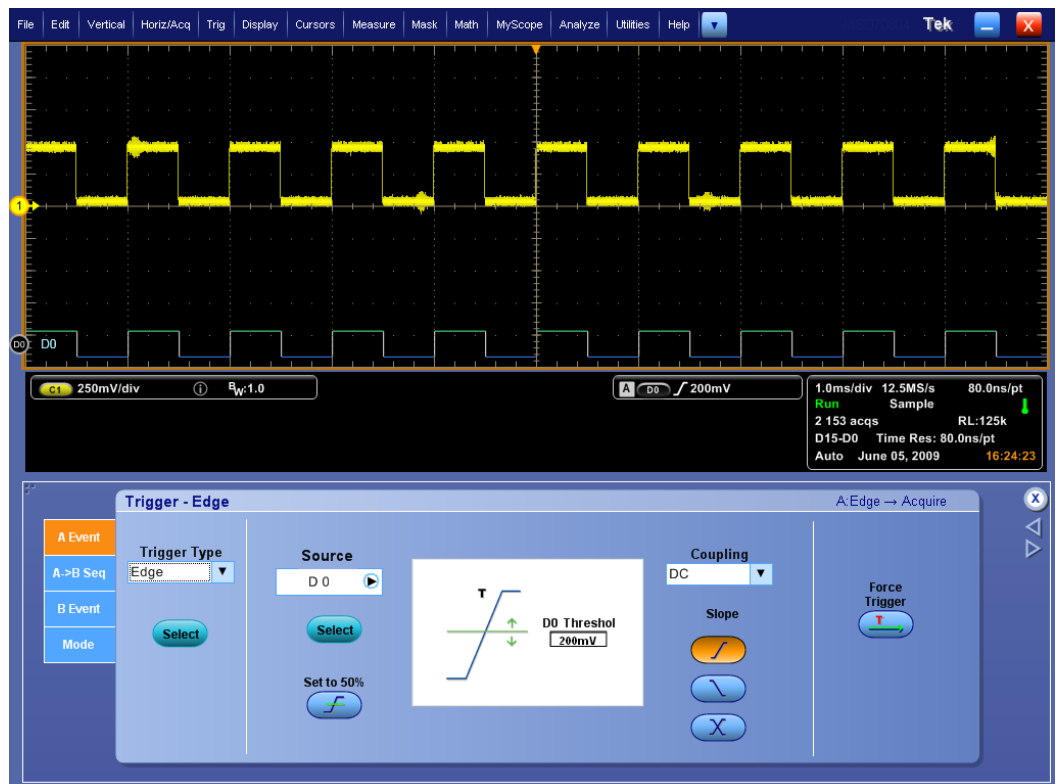 File Edit Vertical Horiz/Acq Trig Display Cursors Measure Mask Math MyScope Analyze Utilities Help Tek X
1
D0 D0
C1 250mV/div i BW:1.0
A D0 200mV
1.0ms/div 12.5MS/s 80.0ns/pt
Run Sample
2 153 acqs RL:125k
D15-D0 Time Res: 80.0ns/pt
Auto June 05, 2009 16:24:23
Trigger - Edge A:Edge → Acquire X
A Event
A->B Seq
B Event
Mode
Trigger Type
Edge
Select
Source
D 0
Select
Set to 50%
T
D0 Threshol
200mV
Coupling
DC
Slope
Force
Trigger
T